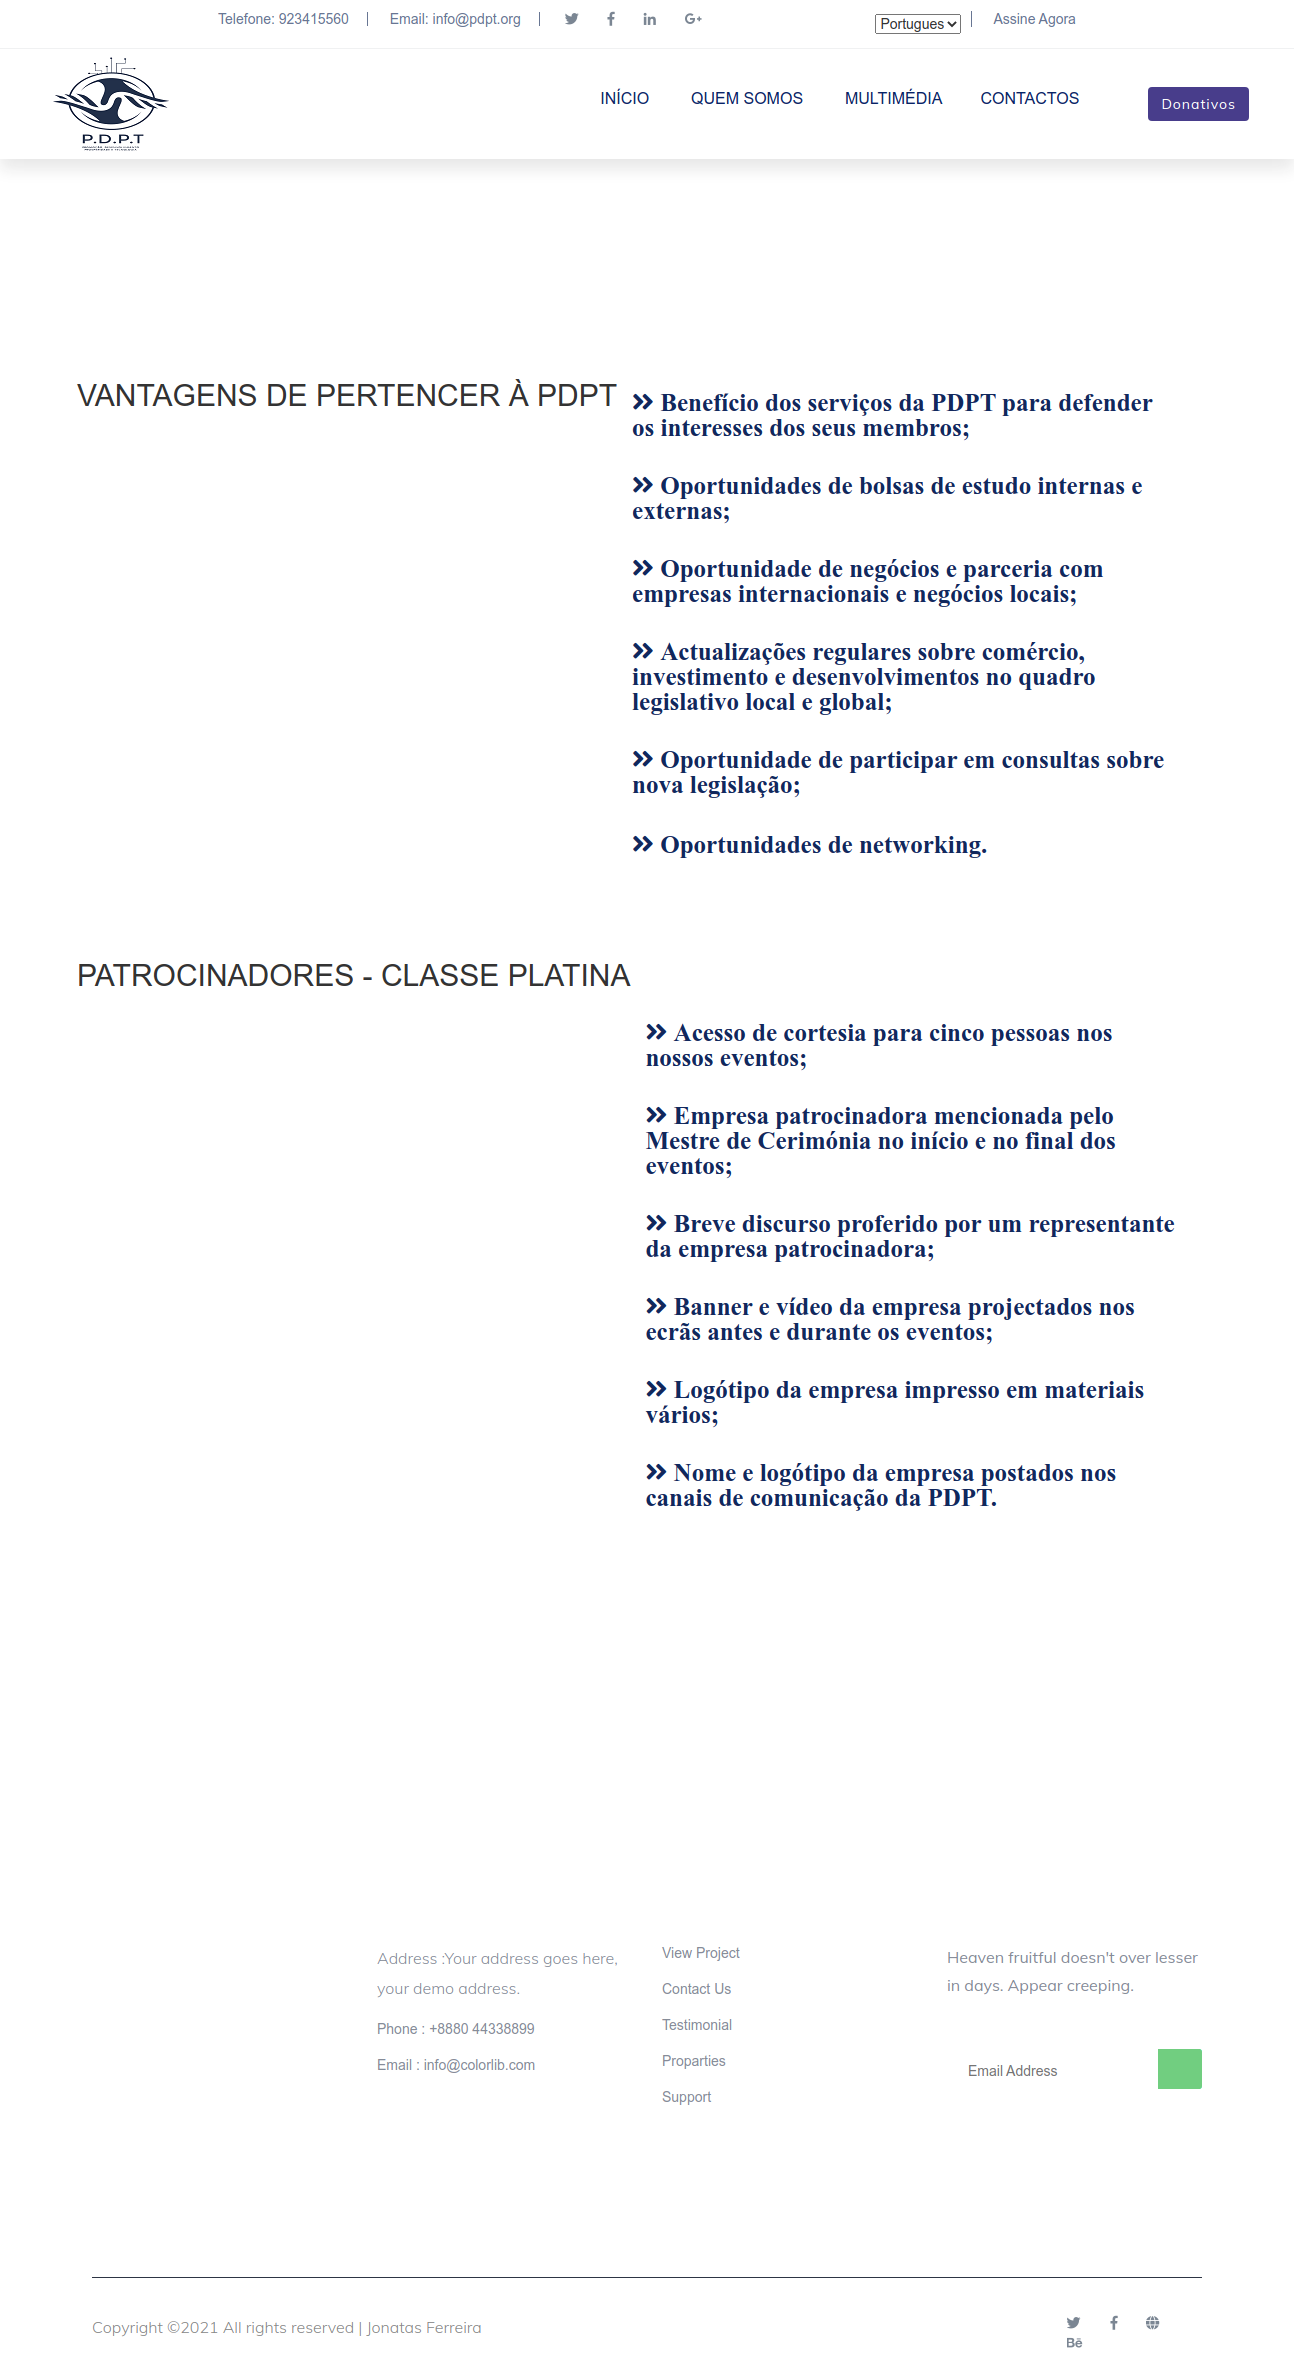 Telefone: 923415560
Email: info@pdpt.org
Portugues
Assine Agora
P.D.P.T
INÍCIO
QUEM SOMOS
MULTIMÉDIA
CONTACTOS
Donativos
VANTAGENS DE PERTENCER À PDPT
Benefício dos serviços da PDPT para defender
os interesses dos seus membros;
Oportunidades de bolsas de estudo internas e
externas;
Oportunidade de negócios e parceria com
empresas internacionais e negócios locais;
Actualizações regulares sobre comércio,
investimento e desenvolvimentos no quadro
legislativo local e global;
Oportunidade de participar em consultas sobre
nova legislação;
Oportunidades de networking.
PATROCINADORES - CLASSE PLATINA
Acesso de cortesia para cinco pessoas nos
nossos eventos;
Empresa patrocinadora mencionada pelo
Mestre de Cerimónia no início e no final dos
eventos;
Breve discurso proferido por um representante
da empresa patrocinadora;
Banner e vídeo da empresa projectados nos
ecrãs antes e durante os eventos;
Logótipo da empresa impresso em materiais
vários;
Nome e logótipo da empresa postados nos
canais de comunicação da PDPT.
Address :Your address goes here,
your demo address.
Phone : +8880 44338899
Email : info@colorlib.com
View Project
Contact Us
Testimonial
Proparties
Support
Heaven fruitful doesn't over lesser
in days. Appear creeping.
Email Address
Copyright ©2021 All rights reserved | Jonatas Ferreira